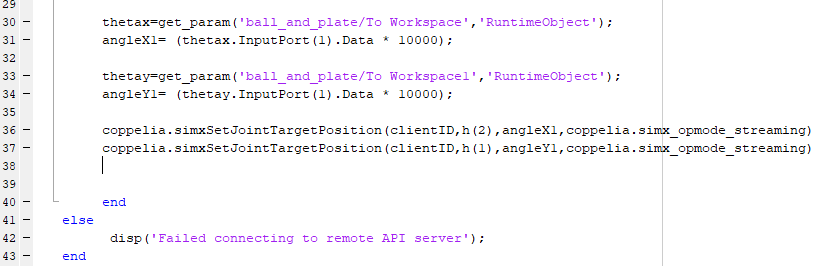 29
30 - thetax=get_param('ball_and_plate/To Workspace','RuntimeObject');
31 - angleX1= (thetax.InputPort(1).Data * 10000);
32
33 - thetay=get_param('ball_and_plate/To Workspace1','RuntimeObject');
34 - angleY1= (thetay.InputPort(1).Data * 10000);
35
36 - coppelia.simxSetJointTargetPosition(clientID,h(2),angleX1,coppelia.simx_opmode_streaming)
37 - coppelia.simxSetJointTargetPosition(clientID,h(1),angleY1,coppelia.simx_opmode_streaming)
38
39
40 - end
41 - else
42 - disp('Failed connecting to remote API server');
43 - end